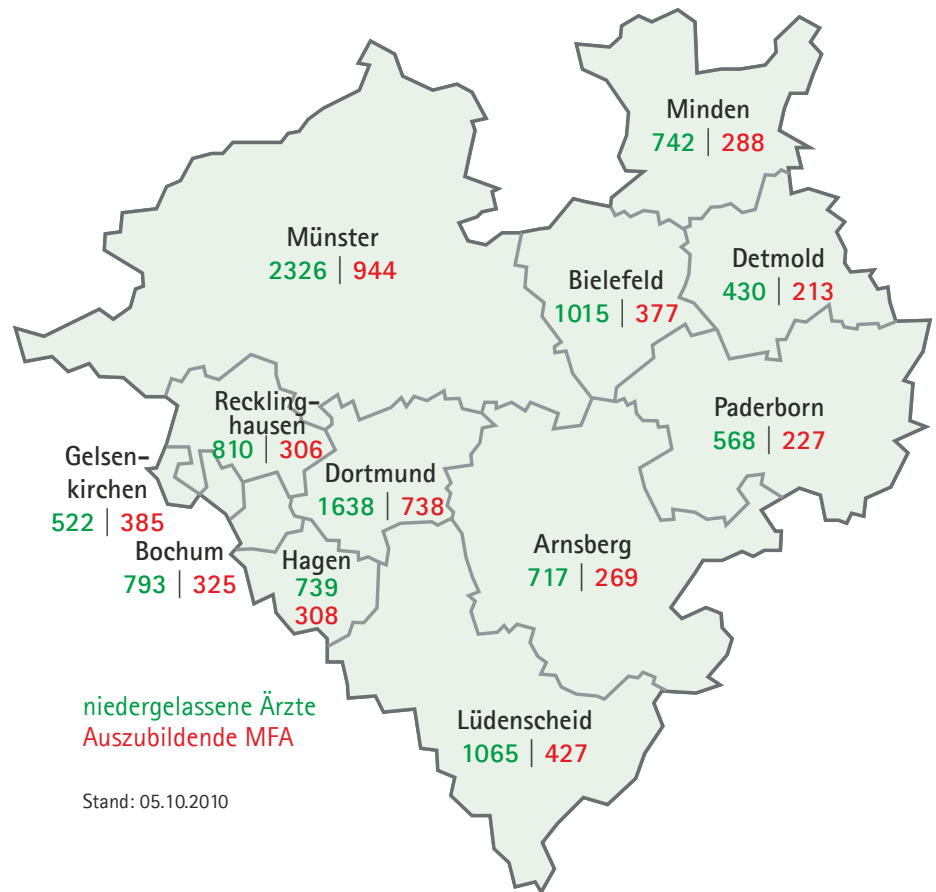 Minden
742 | 288
Münster
2326 | 944
Bielefeld
1015 | 377
Detmold
430 | 213
Reckling-
hausen
810 | 306
Paderborn
568 | 227
Gelsen-
kirchen
522 | 385
Dortmund
1638 | 738
Bochum
793 | 325
Hagen
739
308
Arnsberg
717 | 269
Lüdenscheid
1065 | 427
niedergelassene Ärzte
Auszubildende MFA
Stand: 05.10.2010